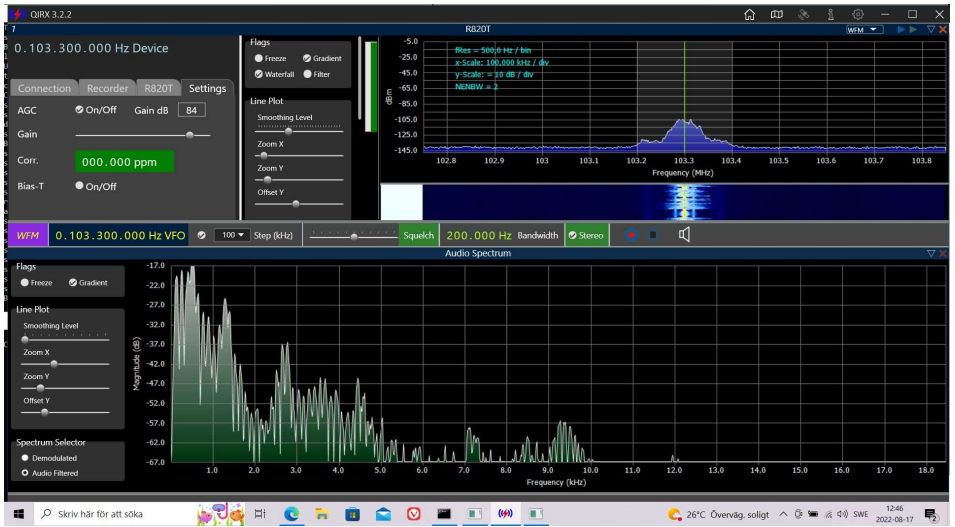 QIRX 3.2.2
1
R820T
WFM
0.103.300.000 Hz Device
Connection Recorder R820T Settings
AGC On/Off Gain dB 84
Gain
Corr. 000.000 ppm
Bias-T On/Off
Flags
Freeze Gradient
Waterfall Filter
Line Plot
Smoothing Level
Zoom X
Zoom Y
Offset Y
fRes = 500,0 Hz / bin
x-Scale: 100,000 kHz / div
y-Scale: = 10 dB / div
NENBW = 2
dBm
-5.0
-25.0
-45.0
-65.0
-85.0
-105.0
-125.0
-145.0
102.8 102.9 103 103.1 103.2 103.3 103.4 103.5 103.6 103.7 103.8
Frequency (MHz)
WFM 0.103.300.000 Hz VFO 100 Step (kHz) Squelch 200.000 Hz Bandwidth Stereo
Audio Spectrum
Flags
Freeze Gradient
Line Plot
Smoothing Level
Zoom X
Zoom Y
Offset Y
Spectrum Selector
Demodulated
Audio Filtered
Magnitude (dB)
-17.0
-22.0
-27.0
-32.0
-37.0
-42.0
-47.0
-52.0
-57.0
-62.0
-67.0
1.0 2.0 3.0 4.0 5.0 6.0 7.0 8.0 9.0 10.0 11.0 12.0 13.0 14.0 15.0 16.0 17.0 18.0
Frequency (kHz)
Skriv här för att söka
26°C Överväg. soligt
SWE
12:46
2022-08-17
2